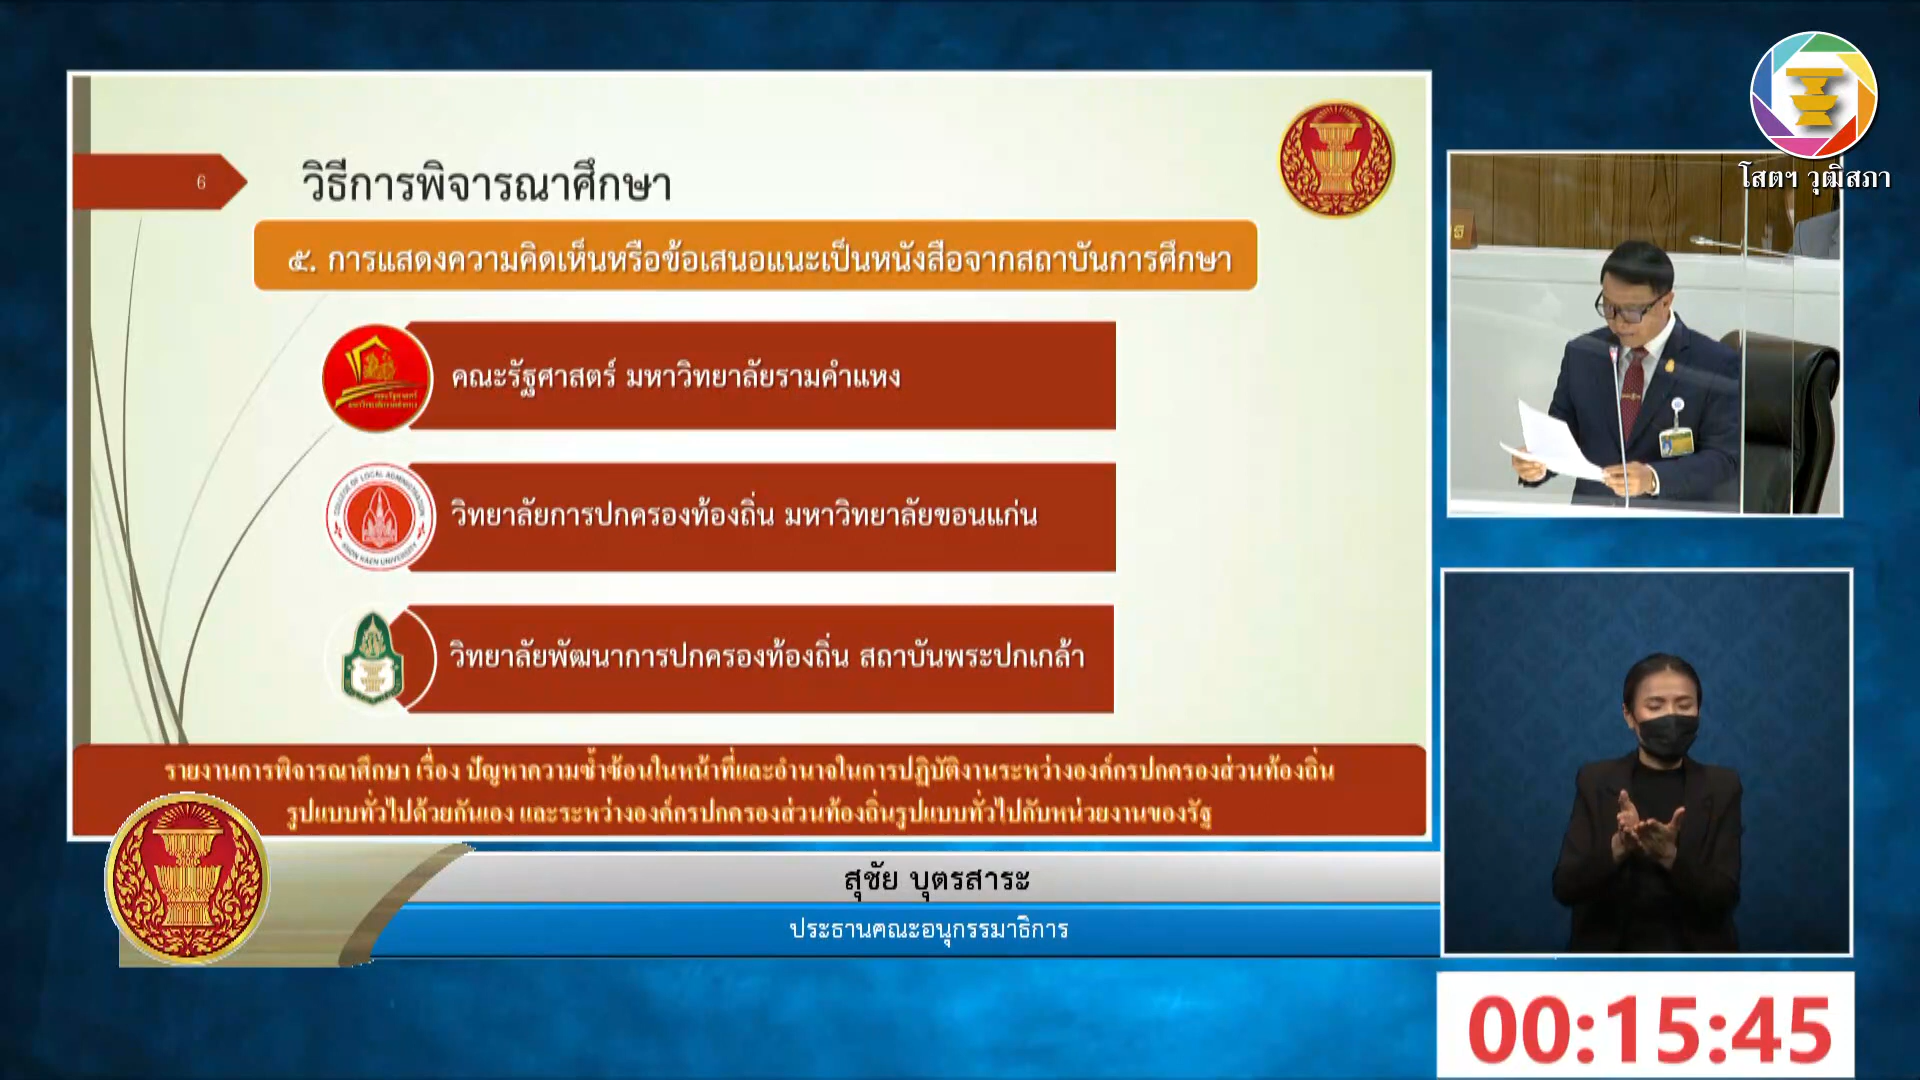 โสตฯ วุฒิสภา
6
วิธีการพิจารณาศึกษา
๕. การแสดงความคิดเห็นหรือข้อเสนอแนะเป็นหนังสือจากสถาบันการศึกษา
คณะรัฐศาสตร์ มหาวิทยาลัยรามคำแหง
COLLEGE OF LOCAL ADMINISTRATION
KHON KAEN UNIVERSITY
วิทยาลัยการปกครองท้องถิ่น มหาวิทยาลัยขอนแก่น
วิทยาลัยพัฒนาการปกครองท้องถิ่น สถาบันพระปกเกล้า
รายงานการพิจารณาศึกษา เรื่อง ปัญหาความซ้ำซ้อนในหน้าที่และอำนาจในการปฏิบัติงานระหว่างองค์กรปกครองส่วนท้องถิ่น
รูปแบบทั่วไปด้วยกันเอง และระหว่างองค์กรปกครองส่วนท้องถิ่นรูปแบบทั่วไปกับหน่วยงานของรัฐ
สุชัย บุตรสาระ
ประธานคณะอนุกรรมาธิการ
00:15:45